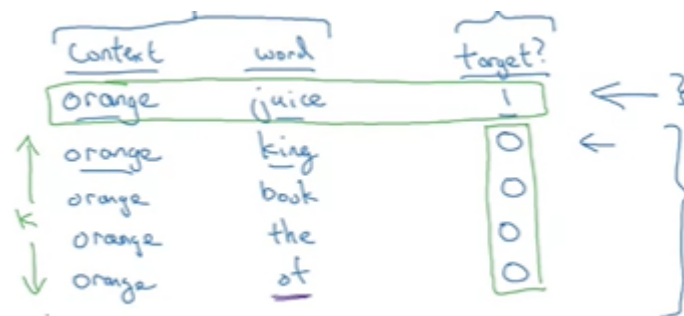 context word target?
orange juice 1
orange king 0
orange book 0
K orange the 0
orange of 0